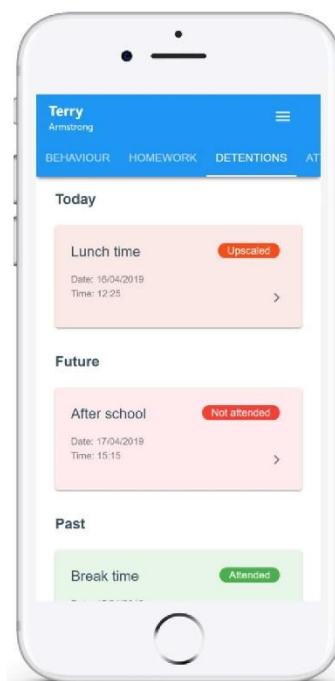 Terry
Armstrong
BEHAVIOUR HOMEWORK DETENTIONS AT
Today
Lunch time Upscaled
Date: 16/04/2019
Time: 12:25
Future
After school Not attended
Date: 17/04/2019
Time: 15:15
Past
Break time Attended